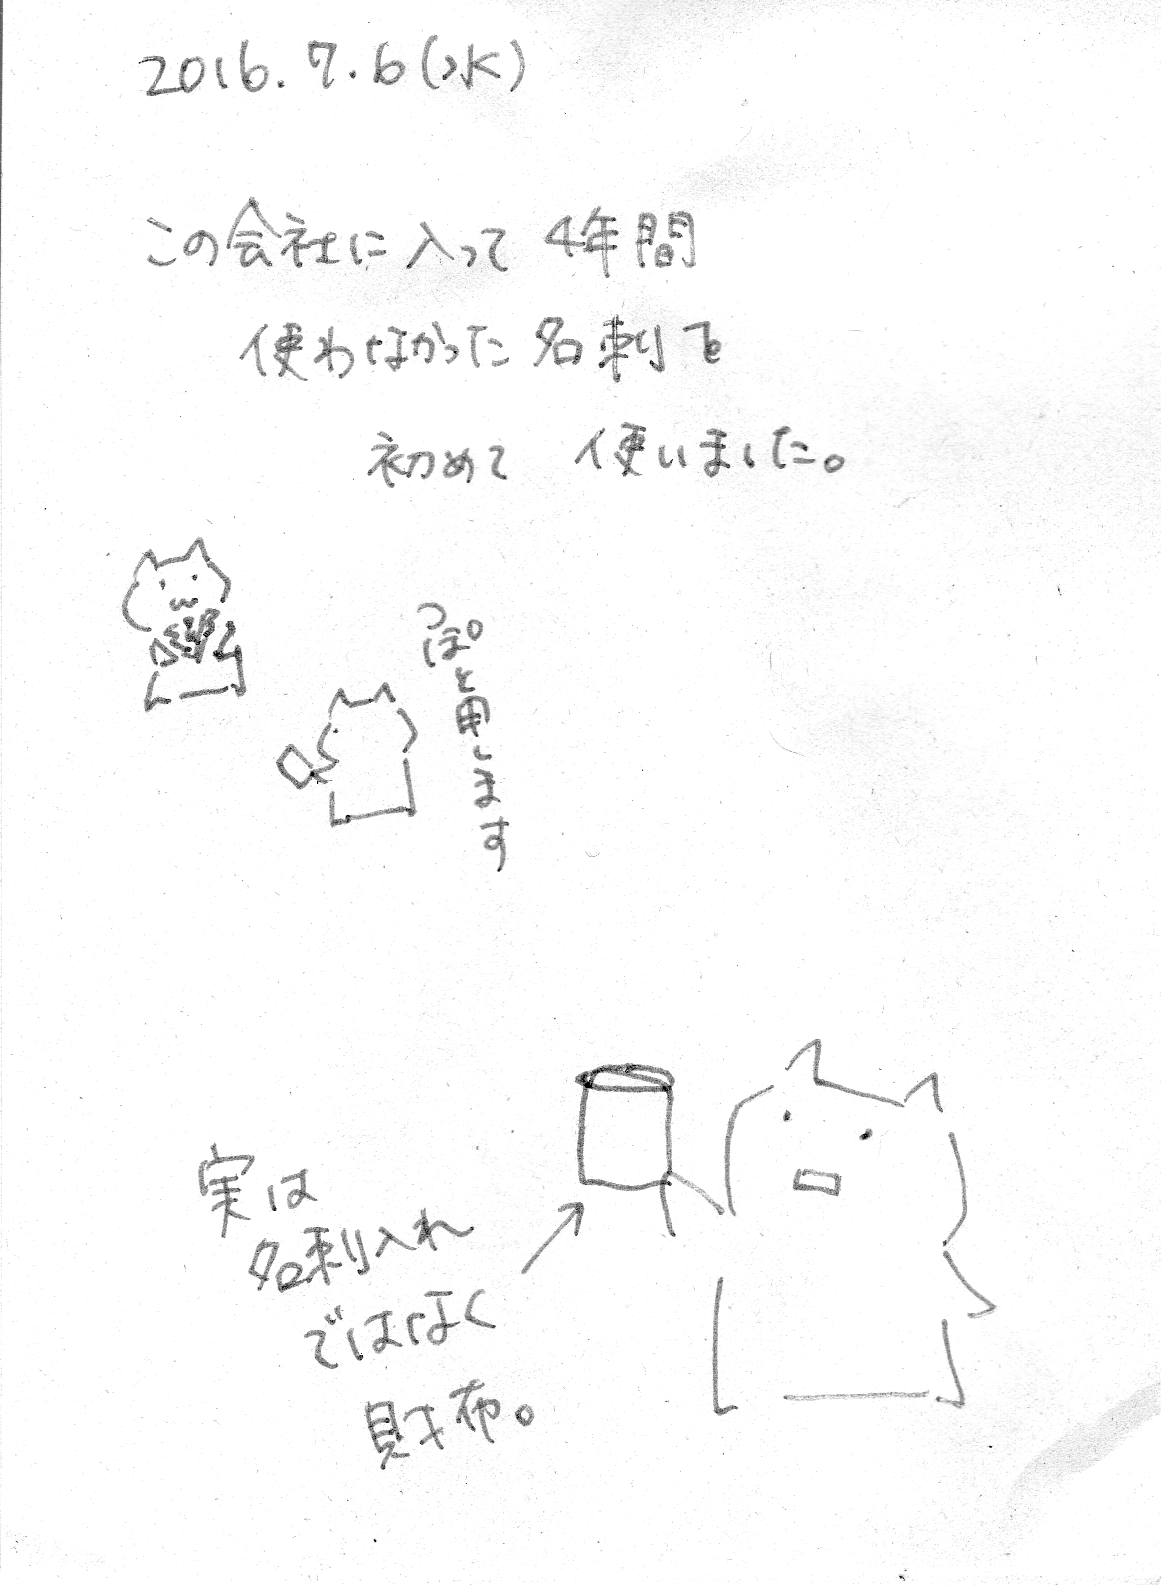 2016.7.6(水)
この会社に入って 4年間
使わなかった名刺を
初めて 使いました。
っぽと申します
実は
名刺入れ
ではなく
財布。